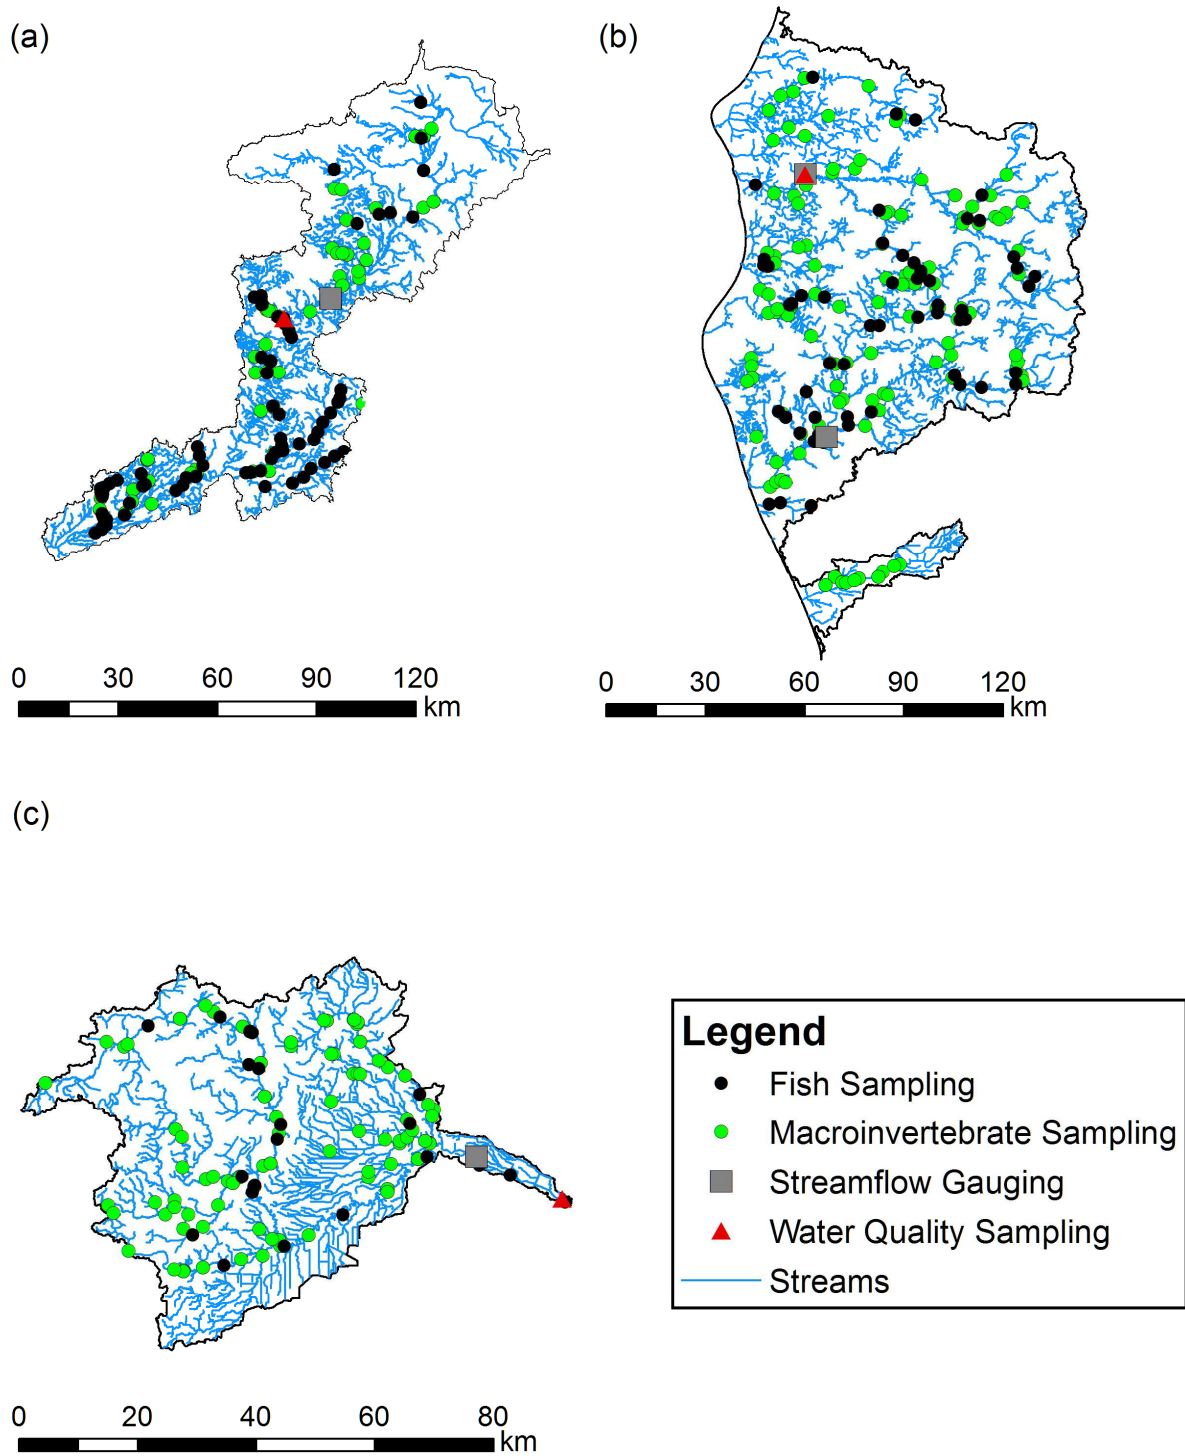 (a)
(b)
0 30 60 90 120
km
0 30 60 90 120
km
(c)
Legend
Fish Sampling
Macroinvertebrate Sampling
Streamflow Gauging
Water Quality Sampling
Streams
0 20 40 60 80
km